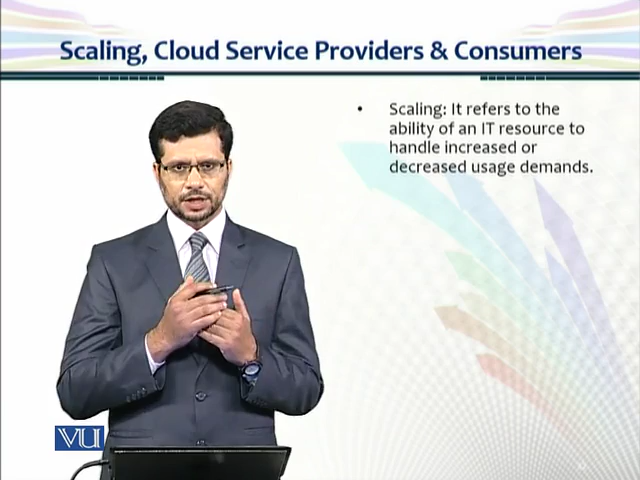 Scaling, Cloud Service Providers & Consumers
• Scaling: It refers to the
ability of an IT resource to
handle increased or
decreased usage demands.
VU